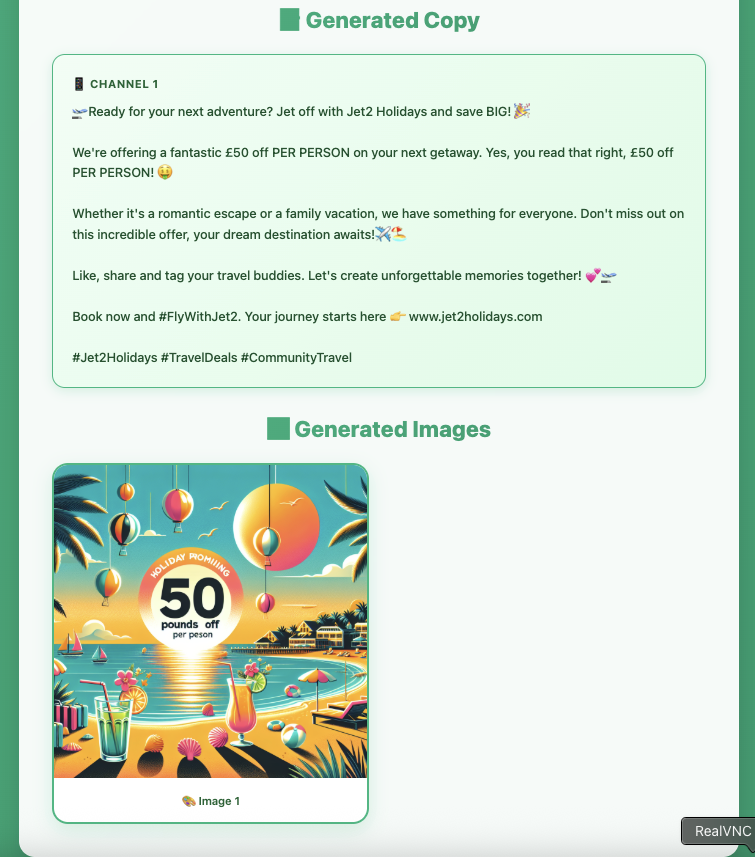 Generated Copy
📱 CHANNEL 1
🛫Ready for your next adventure? Jet off with Jet2 Holidays and save BIG!🎉
We're offering a fantastic £50 off PER PERSON on your next getaway. Yes, you read that right, £50 off
PER PERSON! 🤑
Whether it's a romantic escape or a family vacation, we have something for everyone. Don't miss out on
this incredible offer, your dream destination awaits!✈️🏖️
Like, share and tag your travel buddies. Let's create unforgettable memories together! 💕🛫
Book now and #FlyWithJet2. Your journey starts here 👉 www.jet2holidays.com
#Jet2Holidays #TravelDeals #CommunityTravel
Generated Images
HOLIDAY
50
pounds off
per peson
🎨 Image 1
RealVNC